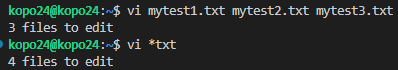 kopo24@kopo24:~$ vi mytest1.txt mytest2.txt mytest3.txt
3 files to edit
kopo24@kopo24:~$ vi *txt
4 files to edit